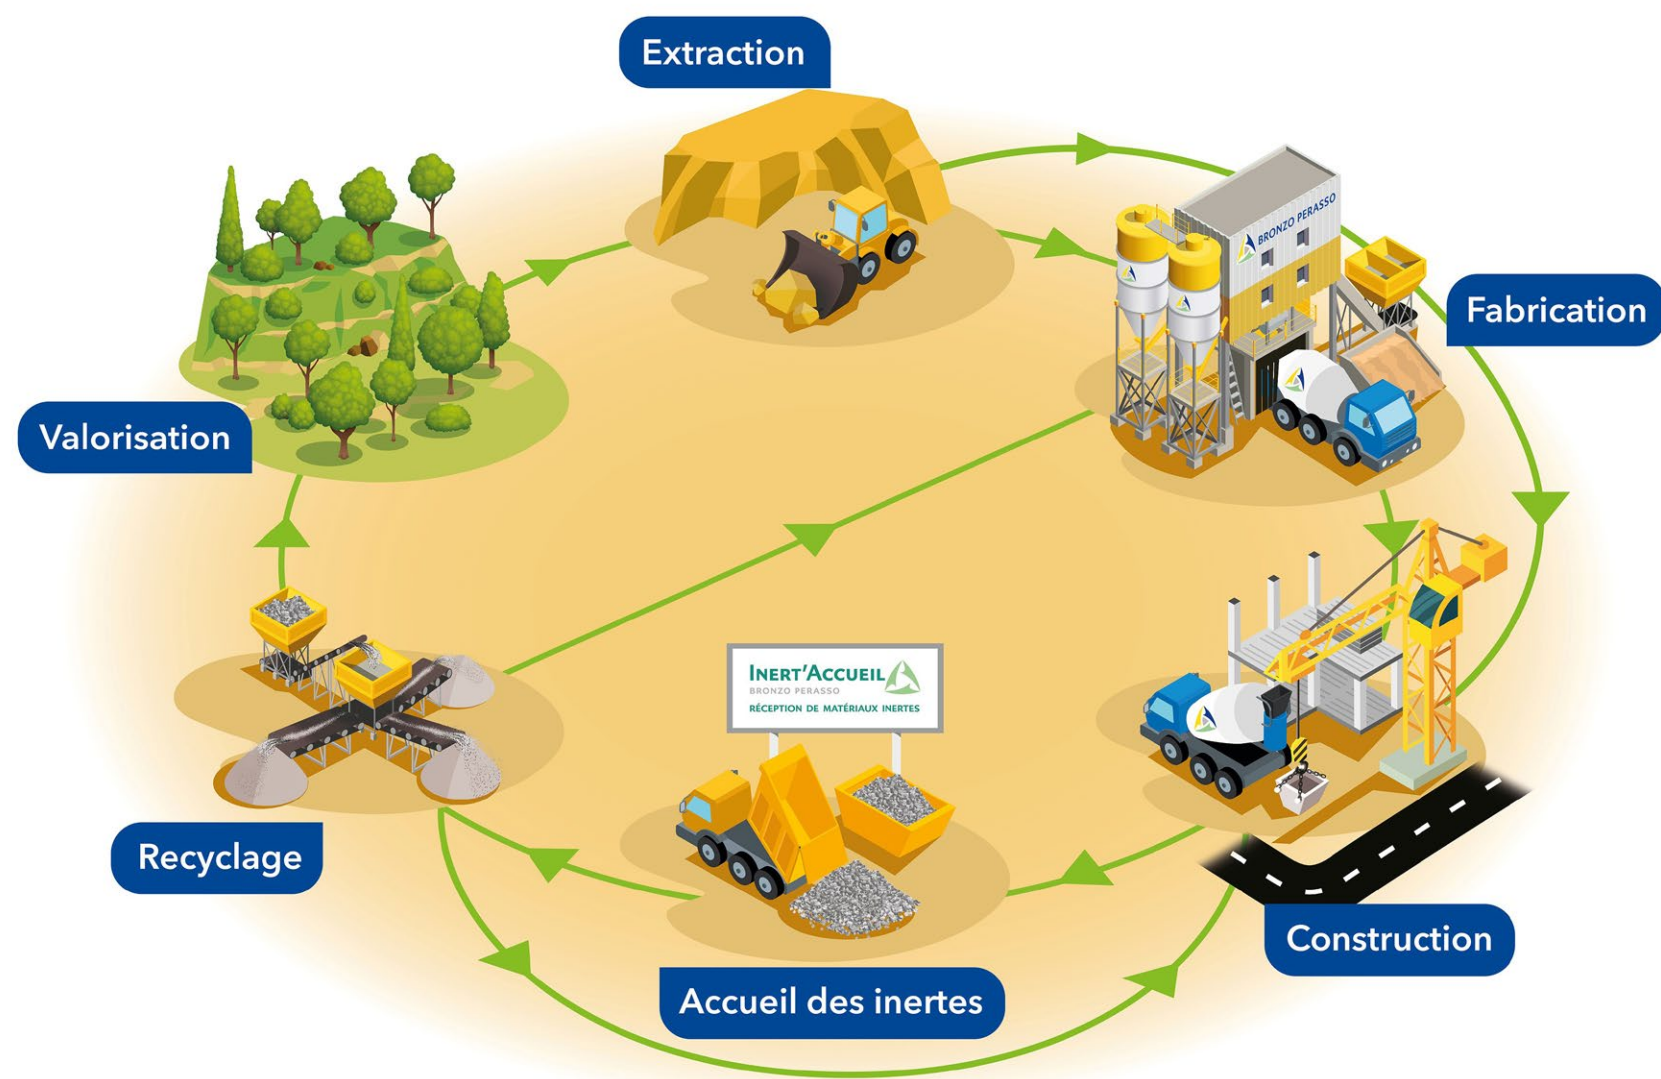 Extraction
BRONZO PERASSO
Fabrication
Valorisation
INERT'ACCUEIL
BRONZO PERASSO
RÉCEPTION DE MATÉRIAUX INERTES
Recyclage
Construction
Accueil des inertes